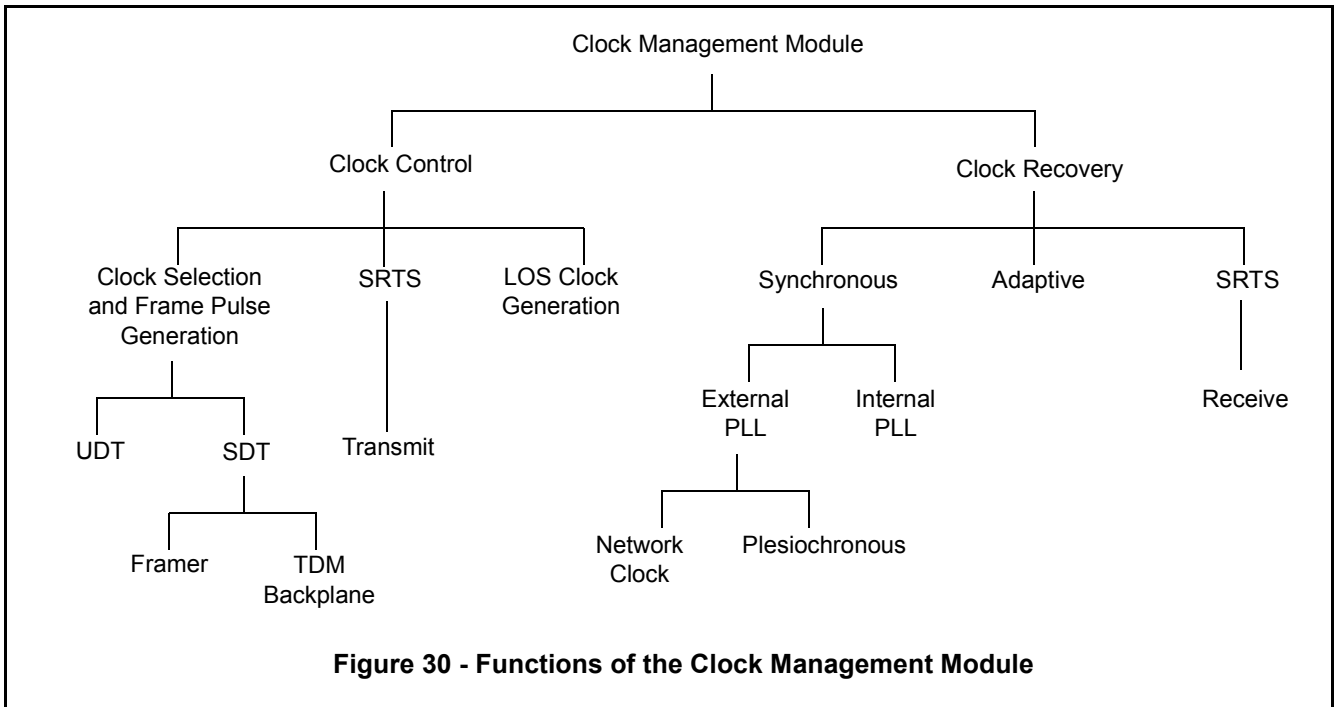 Clock Management Module
Clock Control
Clock Recovery
Clock Selection
and Frame Pulse
Generation
SRTS
LOS Clock
Generation
Synchronous
Adaptive
SRTS
UDT
SDT
Transmit
External
PLL
Internal
PLL
Receive
Framer
TDM
Backplane
Network
Clock
Plesiochronous
Figure 30 - Functions of the Clock Management Module